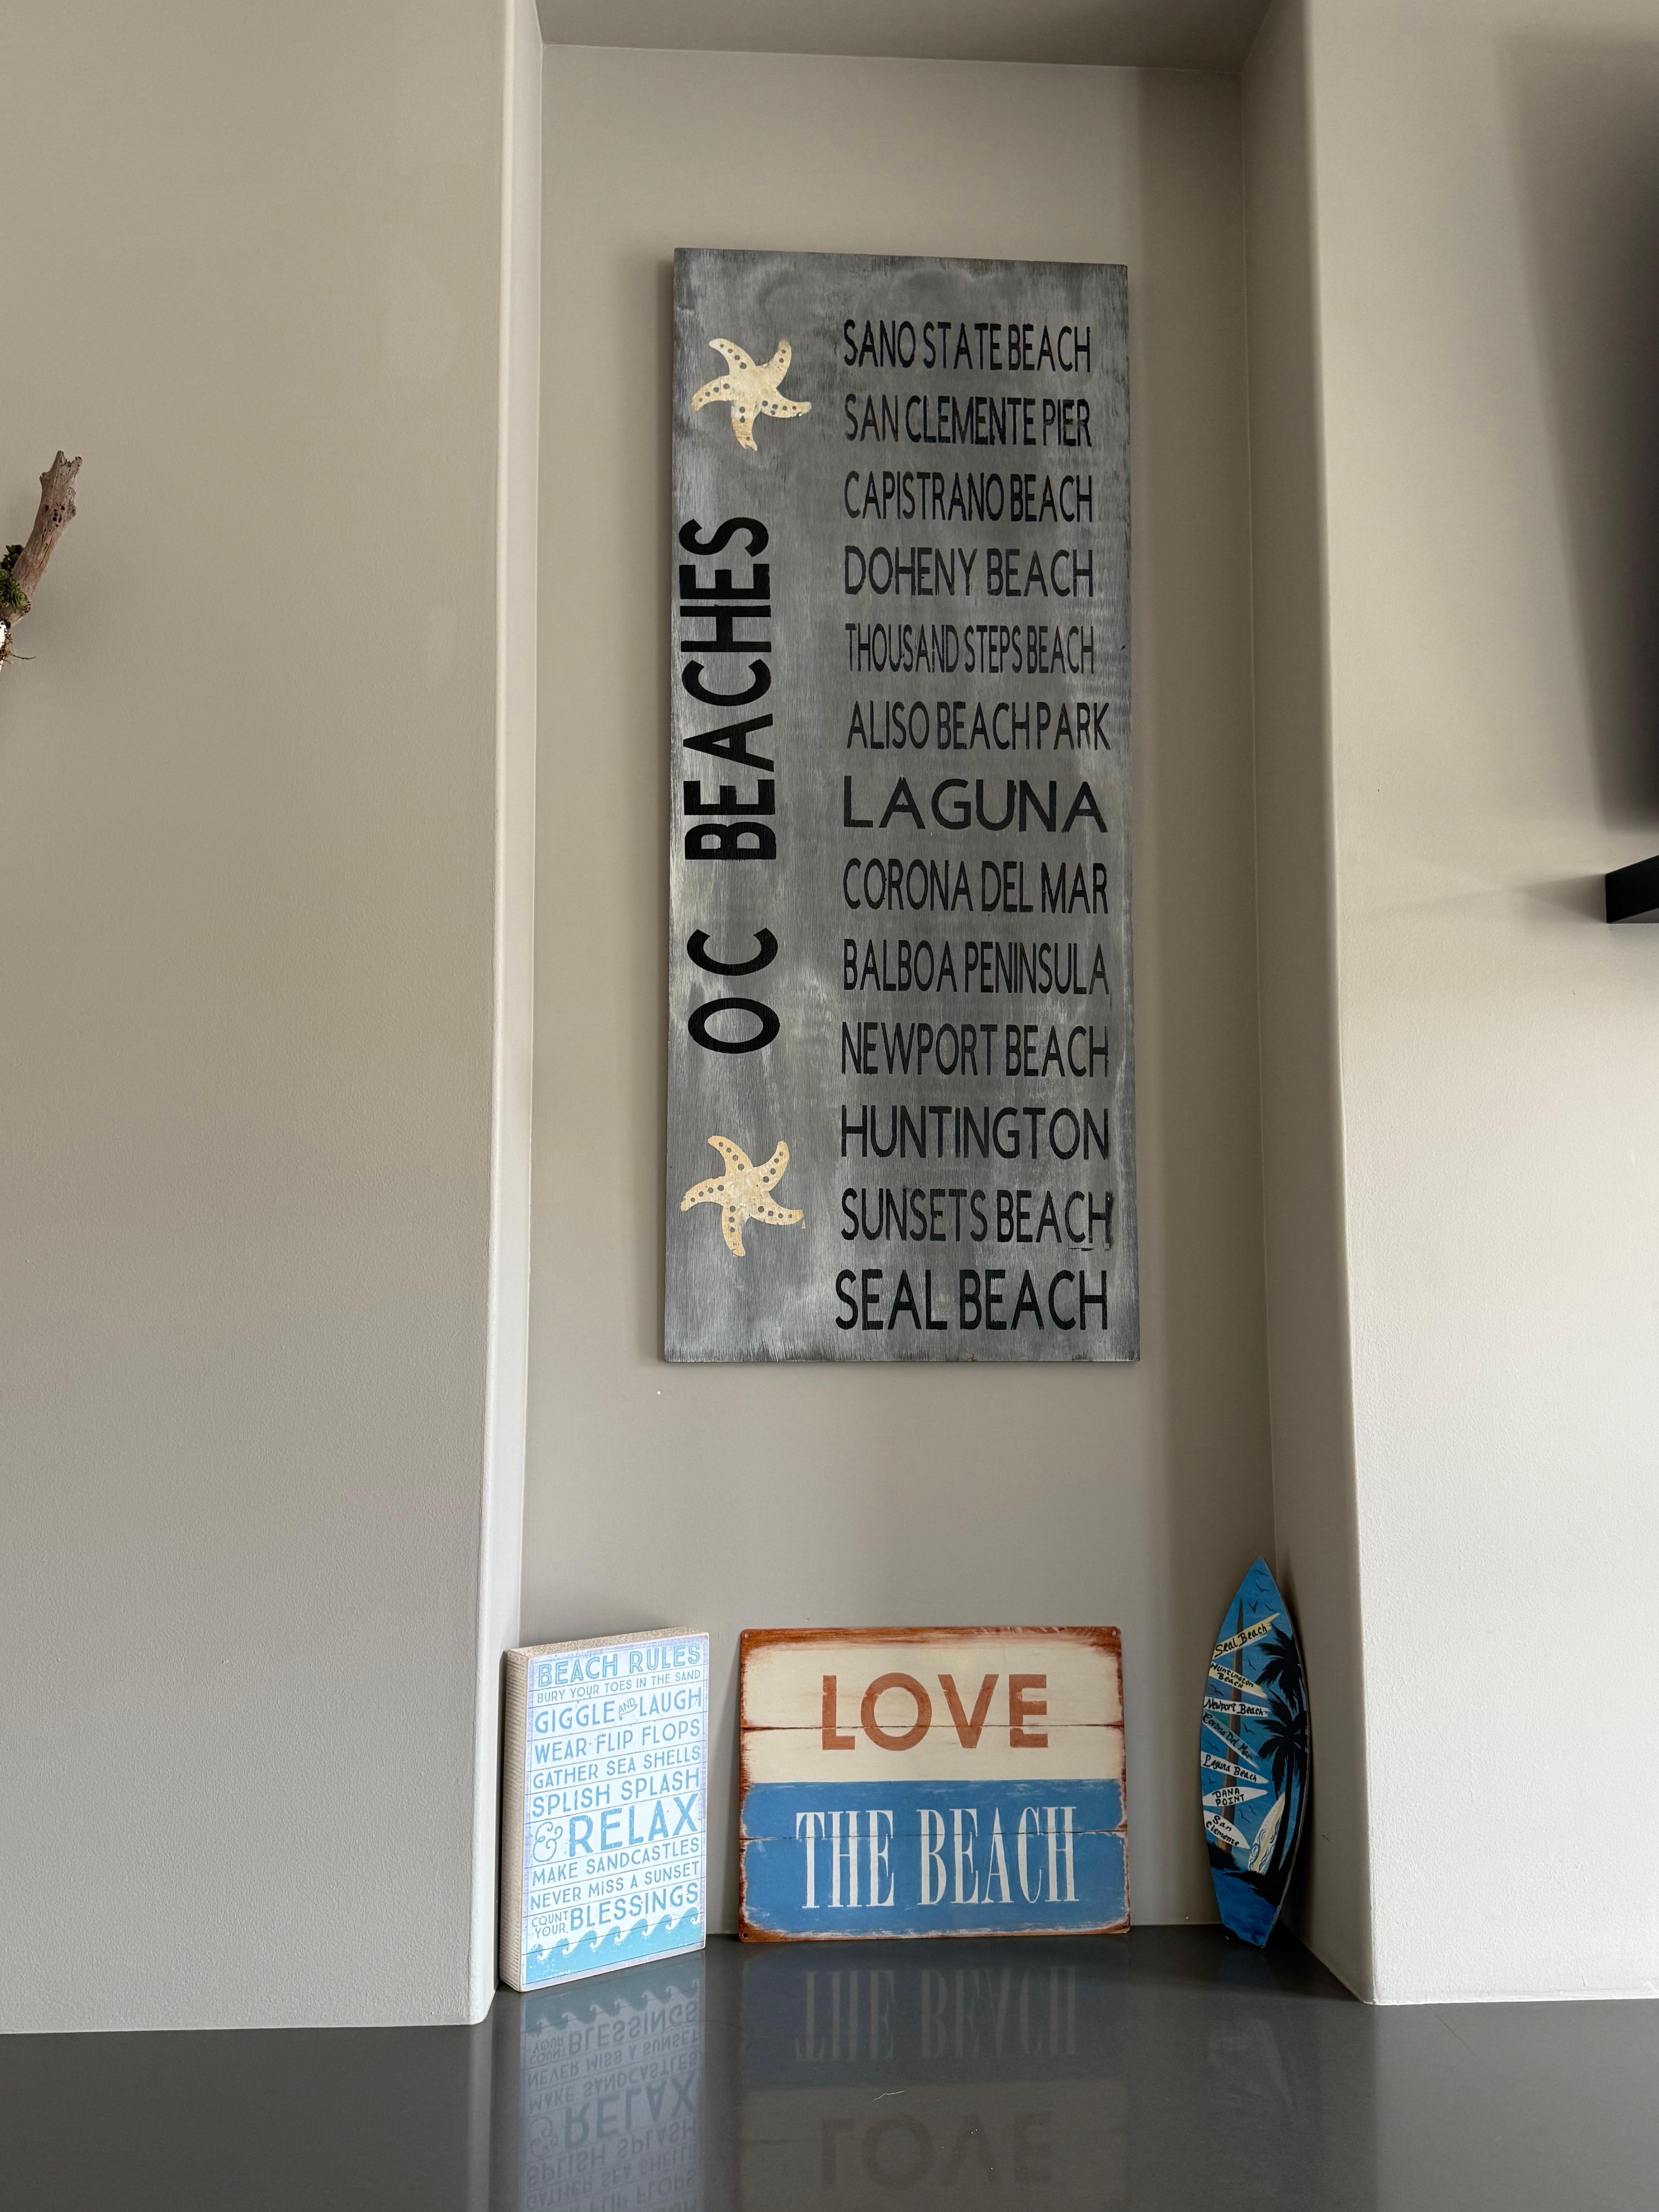 OC BEACHES
SANO STATE BEACH
SAN CLEMENTE PIER
CAPISTRANO BEACH
DOHENY BEACH
THOUSAND STEPS BEACH
ALISO BEACH PARK
LAGUNA
CORONA DEL MAR
BALBOA PENINSULA
NEWPORT BEACH
HUNTINGTON
SUNSETS BEACH
SEAL BEACH
BEACH RULES
BURY YOUR TOES IN THE SAND
GIGGLE AND LAUGH
WEAR FLIP FLOPS
GATHER SEA SHELLS
SPLISH SPLASH
& RELAX
MAKE SANDCASTLES
NEVER MISS A SUNSET
COUNT YOUR BLESSINGS
LOVE
THE BEACH
Seal Beach
Huntington
Beach
Newport Beach
Corona Del Mar
Laguna Beach
DANA
POINT
San
Clemente